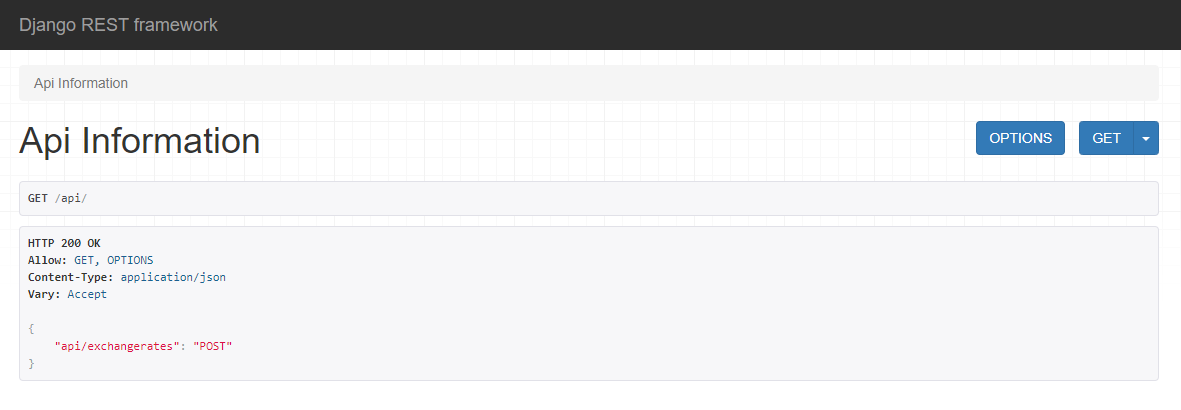 Django REST framework
Api Information
Api Information
OPTIONS
GET
GET /api/
HTTP 200 OK
Allow: GET, OPTIONS
Content-Type: application/json
Vary: Accept
{
"api/exchangerates": "POST"
}